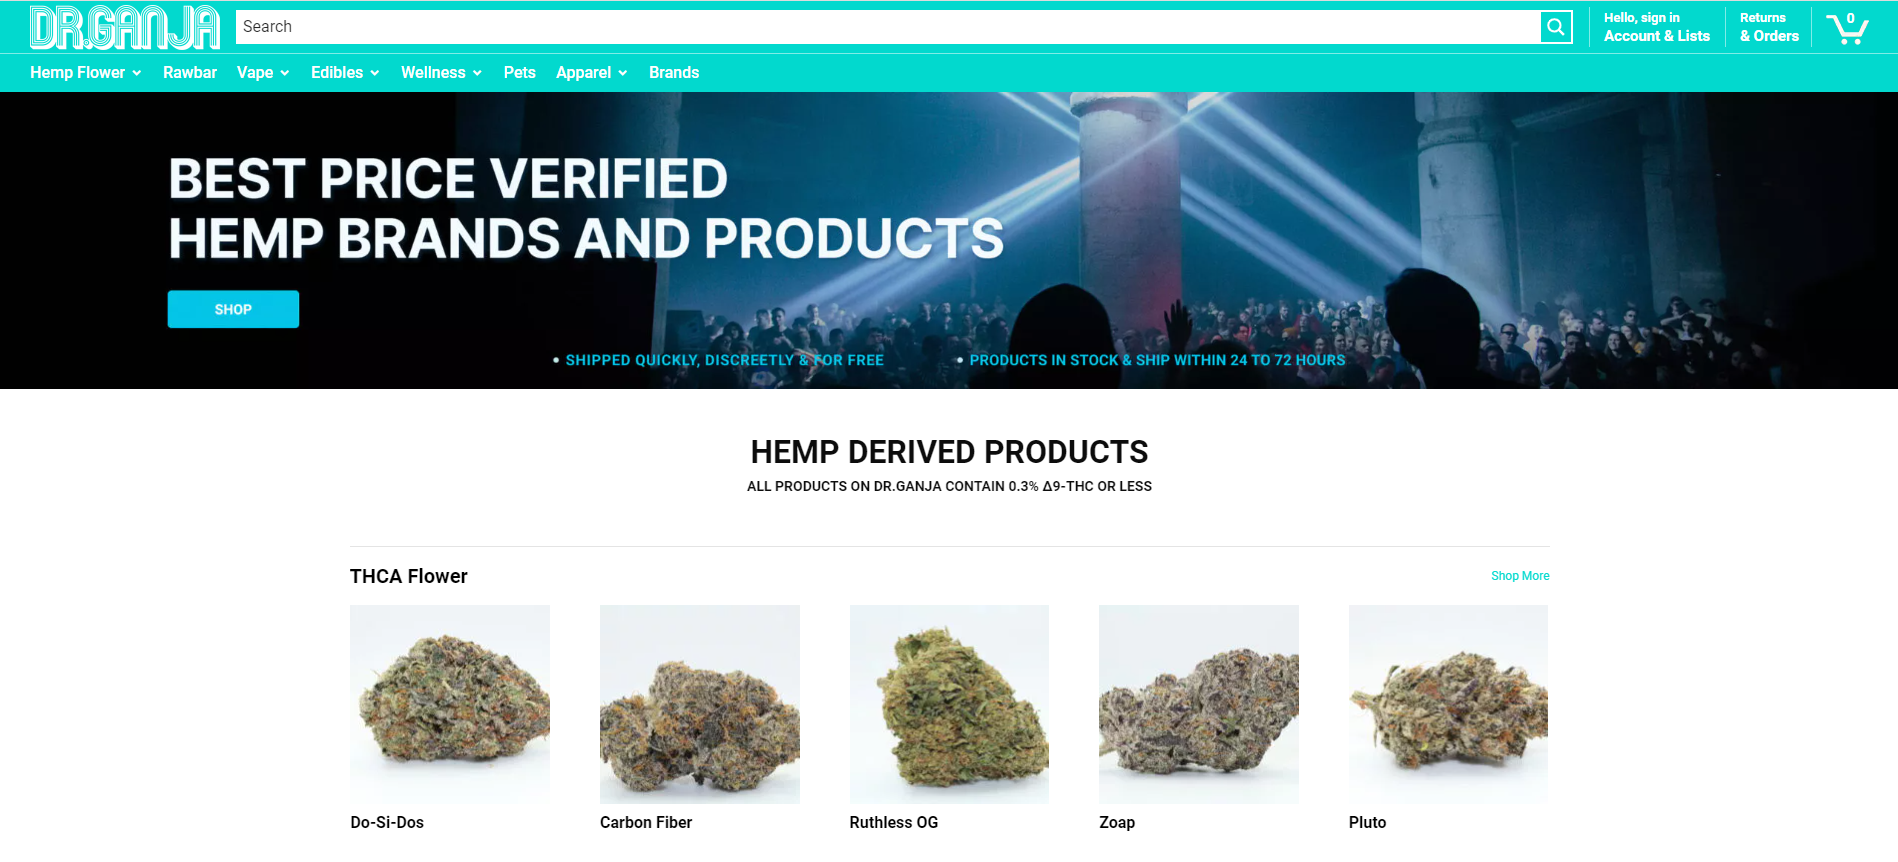 DR.GANJA
Search
Hello, sign in
Account & Lists
Returns
& Orders
0
Hemp Flower
Rawbar
Vape
Edibles
Wellness
Pets
Apparel
Brands
BEST PRICE VERIFIED
HEMP BRANDS AND PRODUCTS
SHOP
• SHIPPED QUICKLY, DISCREETLY & FOR FREE
• PRODUCTS IN STOCK & SHIP WITHIN 24 TO 72 HOURS
HEMP DERIVED PRODUCTS
ALL PRODUCTS ON DR.GANJA CONTAIN 0.3% Δ9-THC OR LESS
THCA Flower
Shop More
Do-Si-Dos
Carbon Fiber
Ruthless OG
Zoap
Pluto